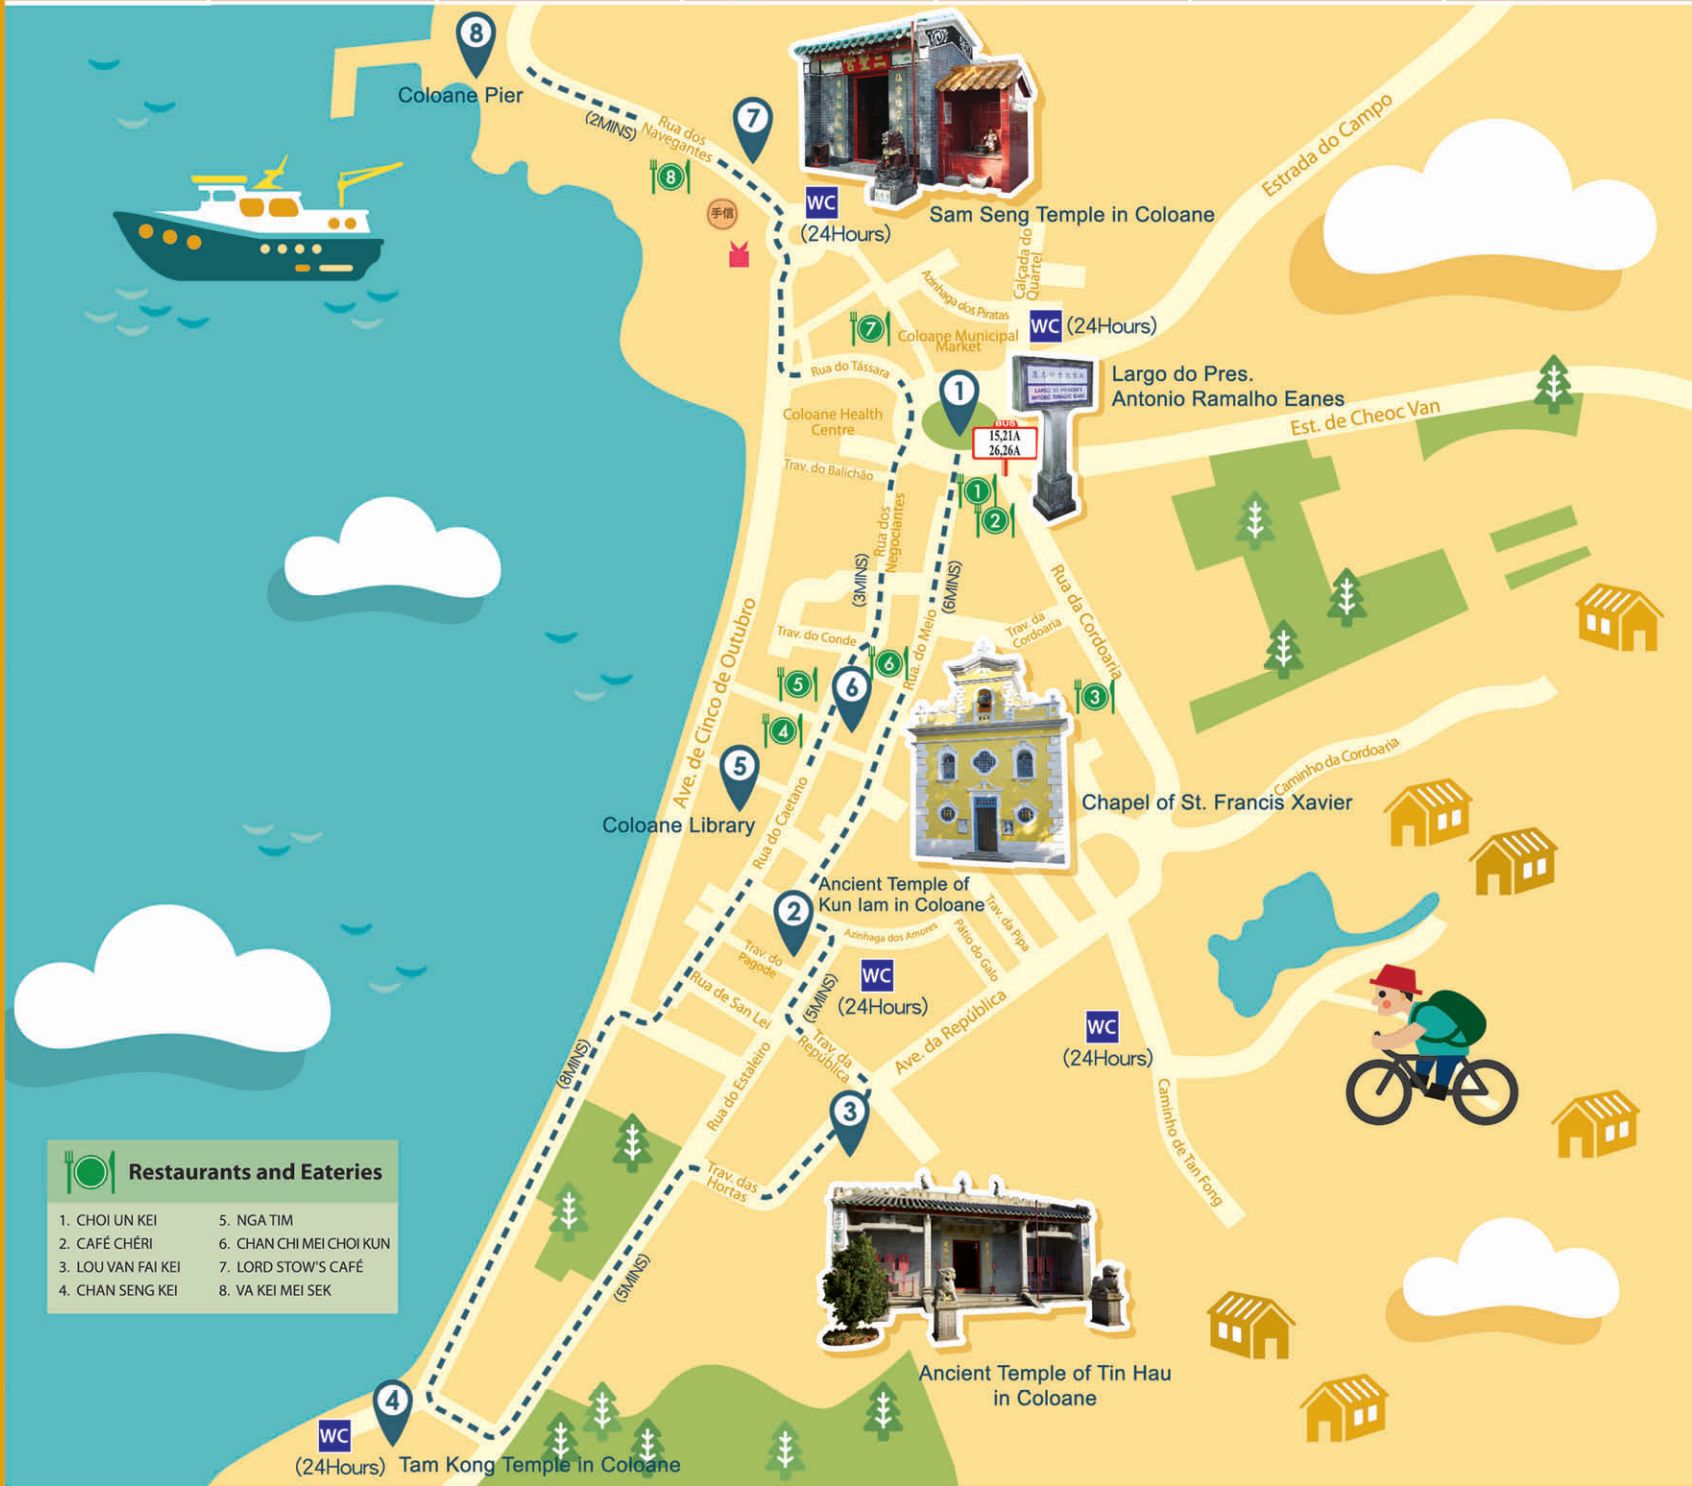 8
Coloane Pier
(2MINS)
Rua dos
Navegantes
7
8
手信
WC
(24Hours)
Sam Seng Temple in Coloane
Estrada do Campo
Calçada do
Quartel
Azinhaga dos Piratas
7
Coloane Municipal
Market
WC (24Hours)
Rua do Tássara
1
Largo do Pres.
Antonio Ramalho Eanes
Coloane Health
Centre
BUS
15,21A
26,26A
Est. de Cheoc Van
Trav. do Balichão
1
2
Rua dos
Negociantes
(3MINS)
(6MINS)
Rua da Cordoaria
Trav. da
Cordoaria
Trav. do Conde
Rua. do Meio
Ave. de Cinco de Outubro
6
5
6
3
4
5
Coloane Library
Rua do Caetano
Caminho da Cordoaria
Chapel of St. Francis Xavier
Ancient Temple of
Kun Iam in Coloane
2
Trav. da Pipa
Azinhaga dos Amores
Pátio do Galo
Trav. do
Pagode
Rua de San Lei
(5MINS)
WC
(24Hours)
Ave. da República
WC
(24Hours)
Trav. da
República
(8MINS)
Rua do Estaleiro
3
Caminho de Tan Fong
Trav. das
Hortas
(5MINS)
Restaurants and Eateries
1. CHOI UN KEI
2. CAFÉ CHÉRI
3. LOU VAN FAI KEI
4. CHAN SENG KEI
5. NGA TIM
6. CHAN CHI MEI CHOI KUN
7. LORD STOW'S CAFÉ
8. VA KEI MEI SEK
Ancient Temple of Tin Hau
in Coloane
4
WC
(24Hours)
Tam Kong Temple in Coloane